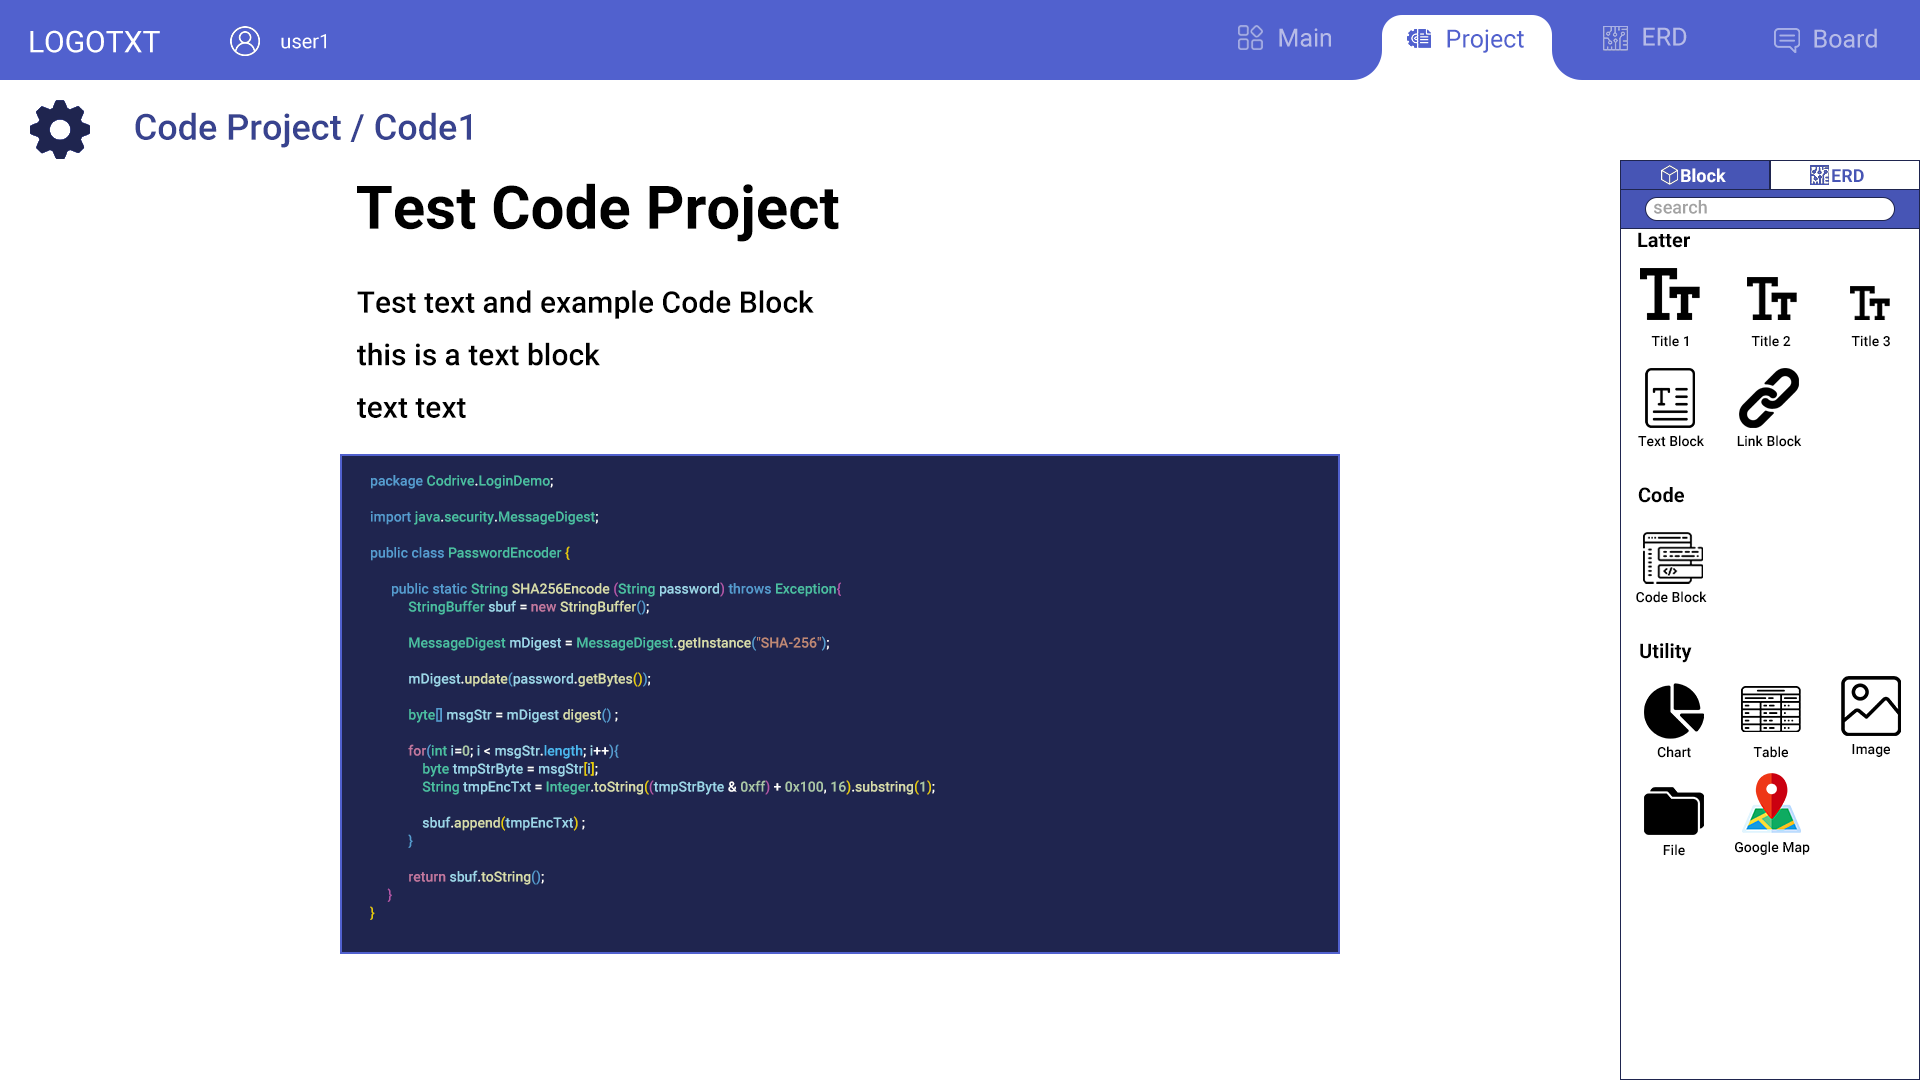 LOGOTXT
user1
Main
Project
ERD
Board
Code Project / Code1
Test Code Project
Test text and example Code Block
this is a text block
text text
package Codrive.LoginDemo;
import java.security.MessageDigest;
public class PasswordEncoder {
public static String SHA256Encode (String password) throws Exception{
StringBuffer sbuf = new StringBuffer();
MessageDigest mDigest = MessageDigest.getInstance("SHA-256");
mDigest.update(password.getBytes());
byte[] msgStr = mDigest digest() ;
for(int i=0; i < msgStr.length; i++){
byte tmpStrByte = msgStr[i];
String tmpEncTxt = Integer.toString((tmpStrByte & 0xff) + 0x100, 16).substring(1);
sbuf.append(tmpEncTxt) ;
}
return sbuf.toString();
}
}
Block
ERD
search
Latter
Title 1
Title 2
Title 3
Text Block
Link Block
Code
Code Block
Utility
Chart
Table
Image
File
Google Map